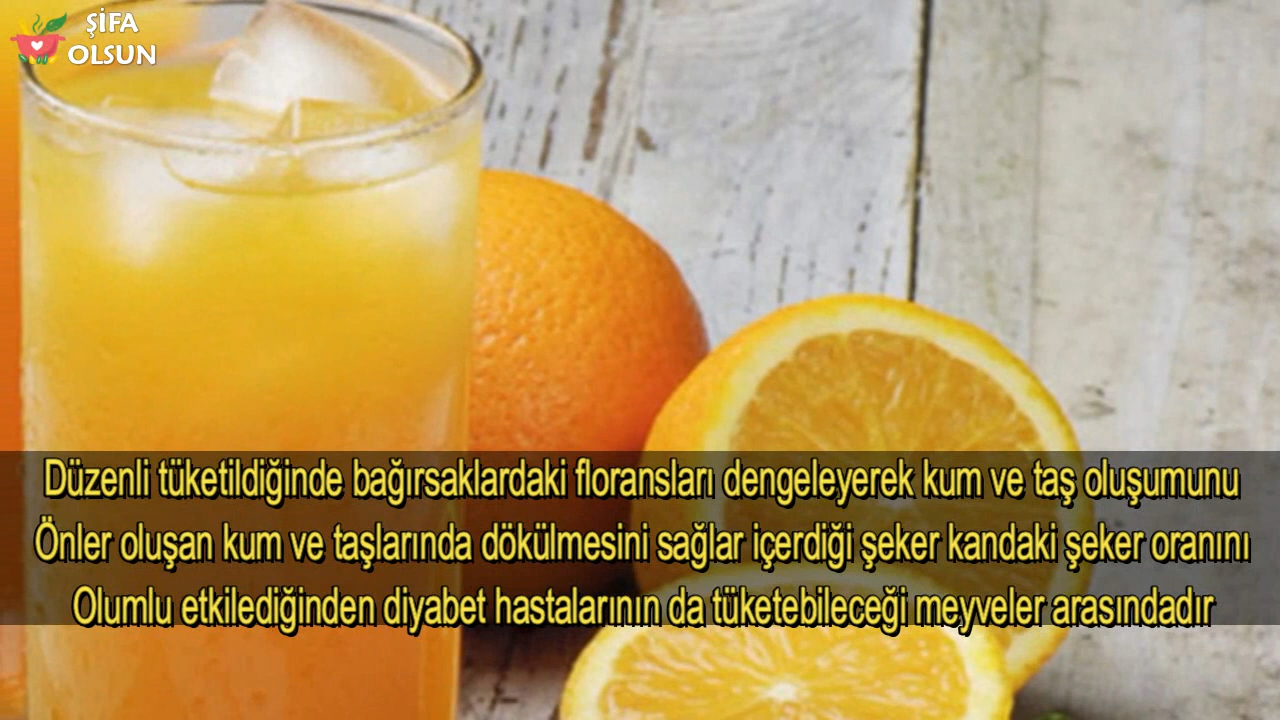 ŞİFA
OLSUN
Düzenli tüketildiğinde bağırsaklardaki floransları dengeleyerek kum ve taş oluşumunu
Önler oluşan kum ve taşlarında dökülmesini sağlar içerdiği şeker kandaki şeker oranını
Olumlu etkilediğinden diyabet hastalarının da tüketebileceği meyveler arasındadır